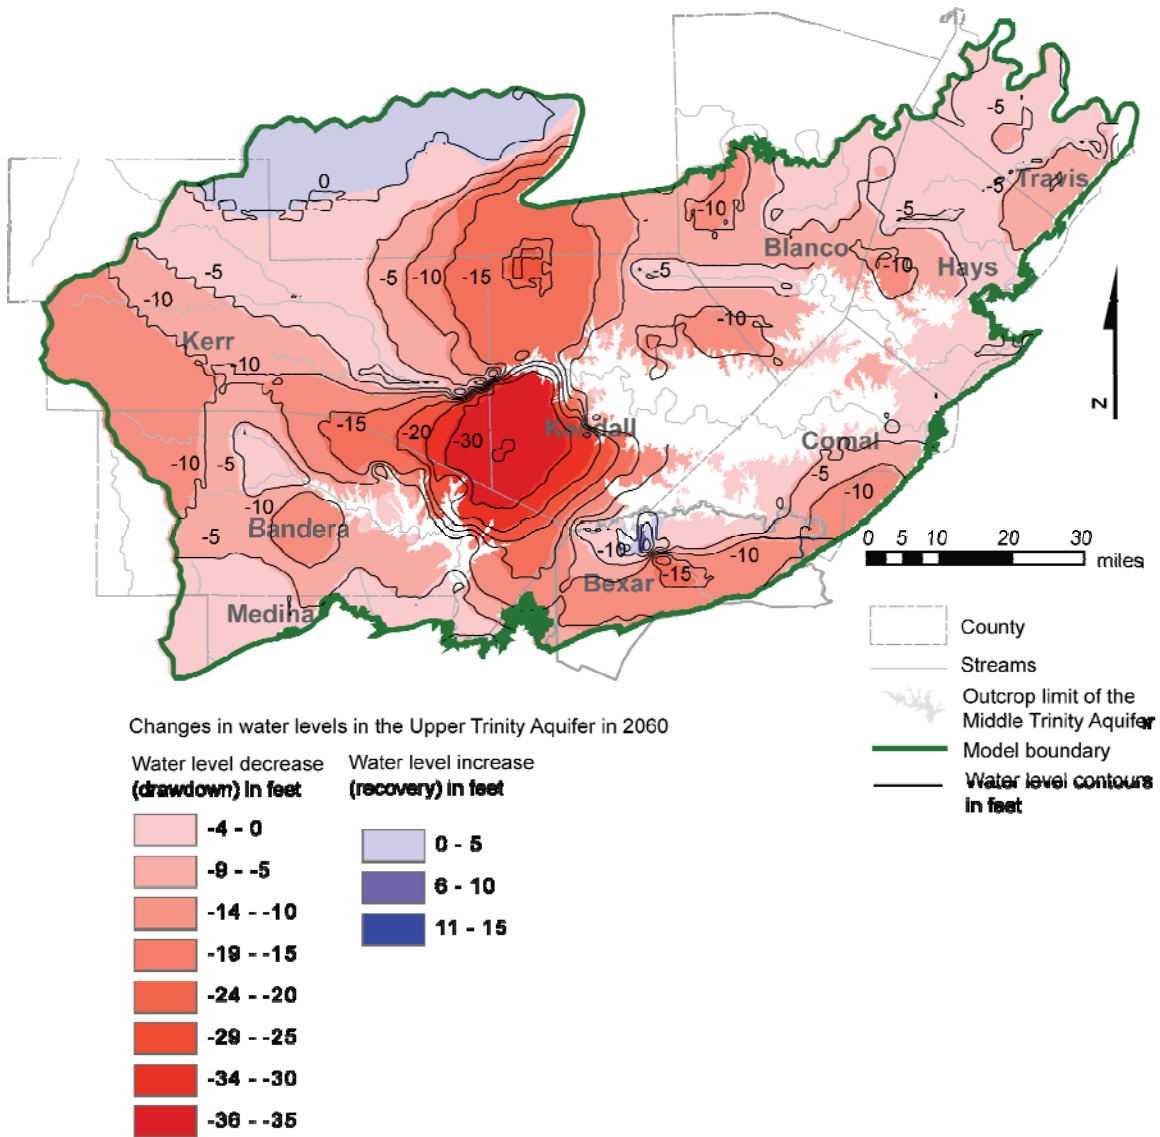 -5
Travis
-5
0
-10
-5
Blanco
-5
-5
-10
-15
-5
-10
Hays
-10
-10
Kerr
-10
z
-15
-20
-30
Kendall
Comal
-10
-5
-5
-10
-10
Bandera
-5
-10
-10
0 5 10 20 30
miles
-15
Bexar
Medina
County
Streams
Outcrop limit of the
Middle Trinity Aquifer
Model boundary
Water level contours
in feet
Changes in water levels in the Upper Trinity Aquifer in 2060
Water level decrease
(drawdown) in feet
-4 - 0
-9 - -5
-14 - -10
-19 - -15
-24 - -20
-29 - -25
-34 - -30
-36 - -35
Water level increase
(recovery) in feet
0 - 5
6 - 10
11 - 15